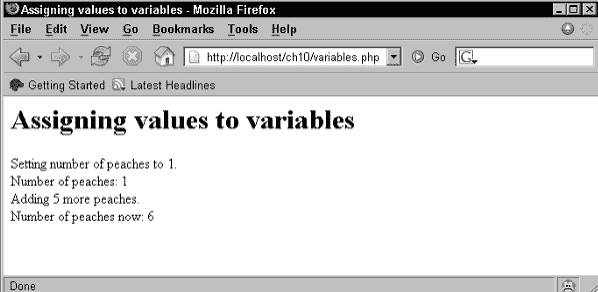 Assigning peaches to variables - Mozilla Firefox
File Edit View Go Bookmarks Tools Help
http://localhost/ch10/variables.php Go G
Getting Started Latest Headlines
Assigning values to variables
Setting number of peaches to 1.
Number of peaches: 1
Adding 5 more peaches.
Number of peaches now: 6
Done